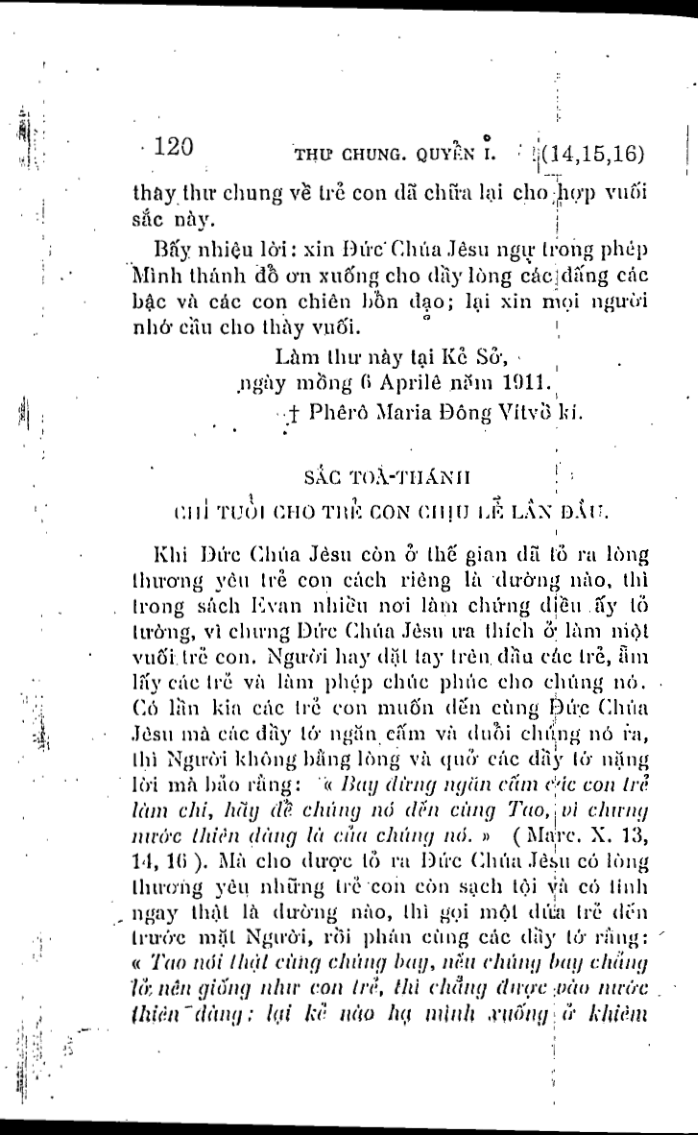 120 THƯ CHUNG. QUYỂN I. (14,15,16)
thày thư chung về trẻ con đã chữa lại cho hợp vuối
sắc này.
Bấy nhiêu lời: xin Đức Chúa Jêsu ngự trong phép
Mình thánh đổ ơn xuống cho đầy lòng các đấng các
bậc và các con chiên bổn đạo; lại xin mọi người
nhớ cầu cho thày vuối.
Làm thư này tại Kẻ Sở,
ngày mồng 6 Aprilê năm 1911.
† Phêrô Maria Đông Vítvồ kí.
SẮC TOÀ-THÁNH
CHỈ TUỔI CHO TRẺ CON CHỊU LỄ LẦN ĐẦU.
Khi Đức Chúa Jêsu còn ở thế gian đã tỏ ra lòng
thương yêu trẻ con cách riêng là dường nào, thì
trong sách Evan nhiều nơi làm chứng điều ấy tỏ
tường, vì chưng Đức Chúa Jêsu ưa thích ở làm một
vuối trẻ con. Người hay đặt tay trên đầu các trẻ, ẵm
lấy các trẻ và làm phép chúc phúc cho chúng nó.
Có lần kia các trẻ con muốn đến cùng Đức Chúa
Jêsu mà các đầy tớ ngăn cấm và đuổi chúng nó ra,
thì Người không bằng lòng và quở các đầy tớ nặng
lời mà bảo rằng: « Bay đừng ngăn cấm các con trẻ
làm chi, hãy để chúng nó đến cùng Tao, vì chưng
nước thiên đàng là của chúng nó. » (Marc. X. 13,
14, 16). Mà cho được tỏ ra Đức Chúa Jêsu có lòng
thương yêu những trẻ con còn sạch tội và có tính
ngay thật là dường nào, thì gọi một đứa trẻ đến
trước mặt Người, rồi phán cùng các đầy tớ rằng:
« Tao nói thật cùng chúng bay, nếu chúng bay chẳng
trở nên giống như con trẻ, thì chẳng được vào nước
thiên đàng: lại kẻ nào hạ mình xuống ở khiêm